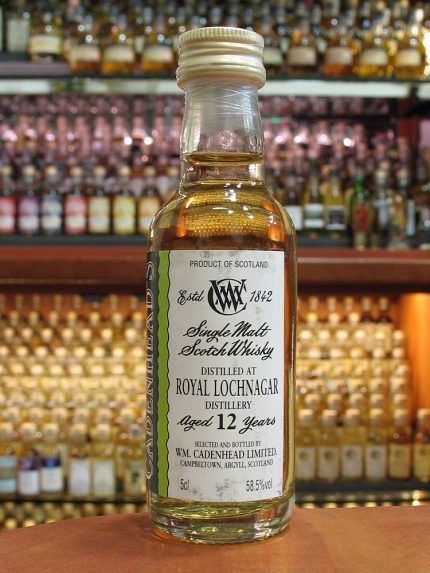 PRODUCT OF SCOTLAND
Estd WC 1842
Single Malt
Scotch Whisky
DISTILLED AT
ROYAL LOCHNAGAR
DISTILLERY
Aged 12 Years
SELECTED AND BOTTLED BY
WM. CADENHEAD LIMITED.
CAMPBELTOWN, ARGYLL, SCOTLAND
5cl 58.5%vol
CADENHEAD'S